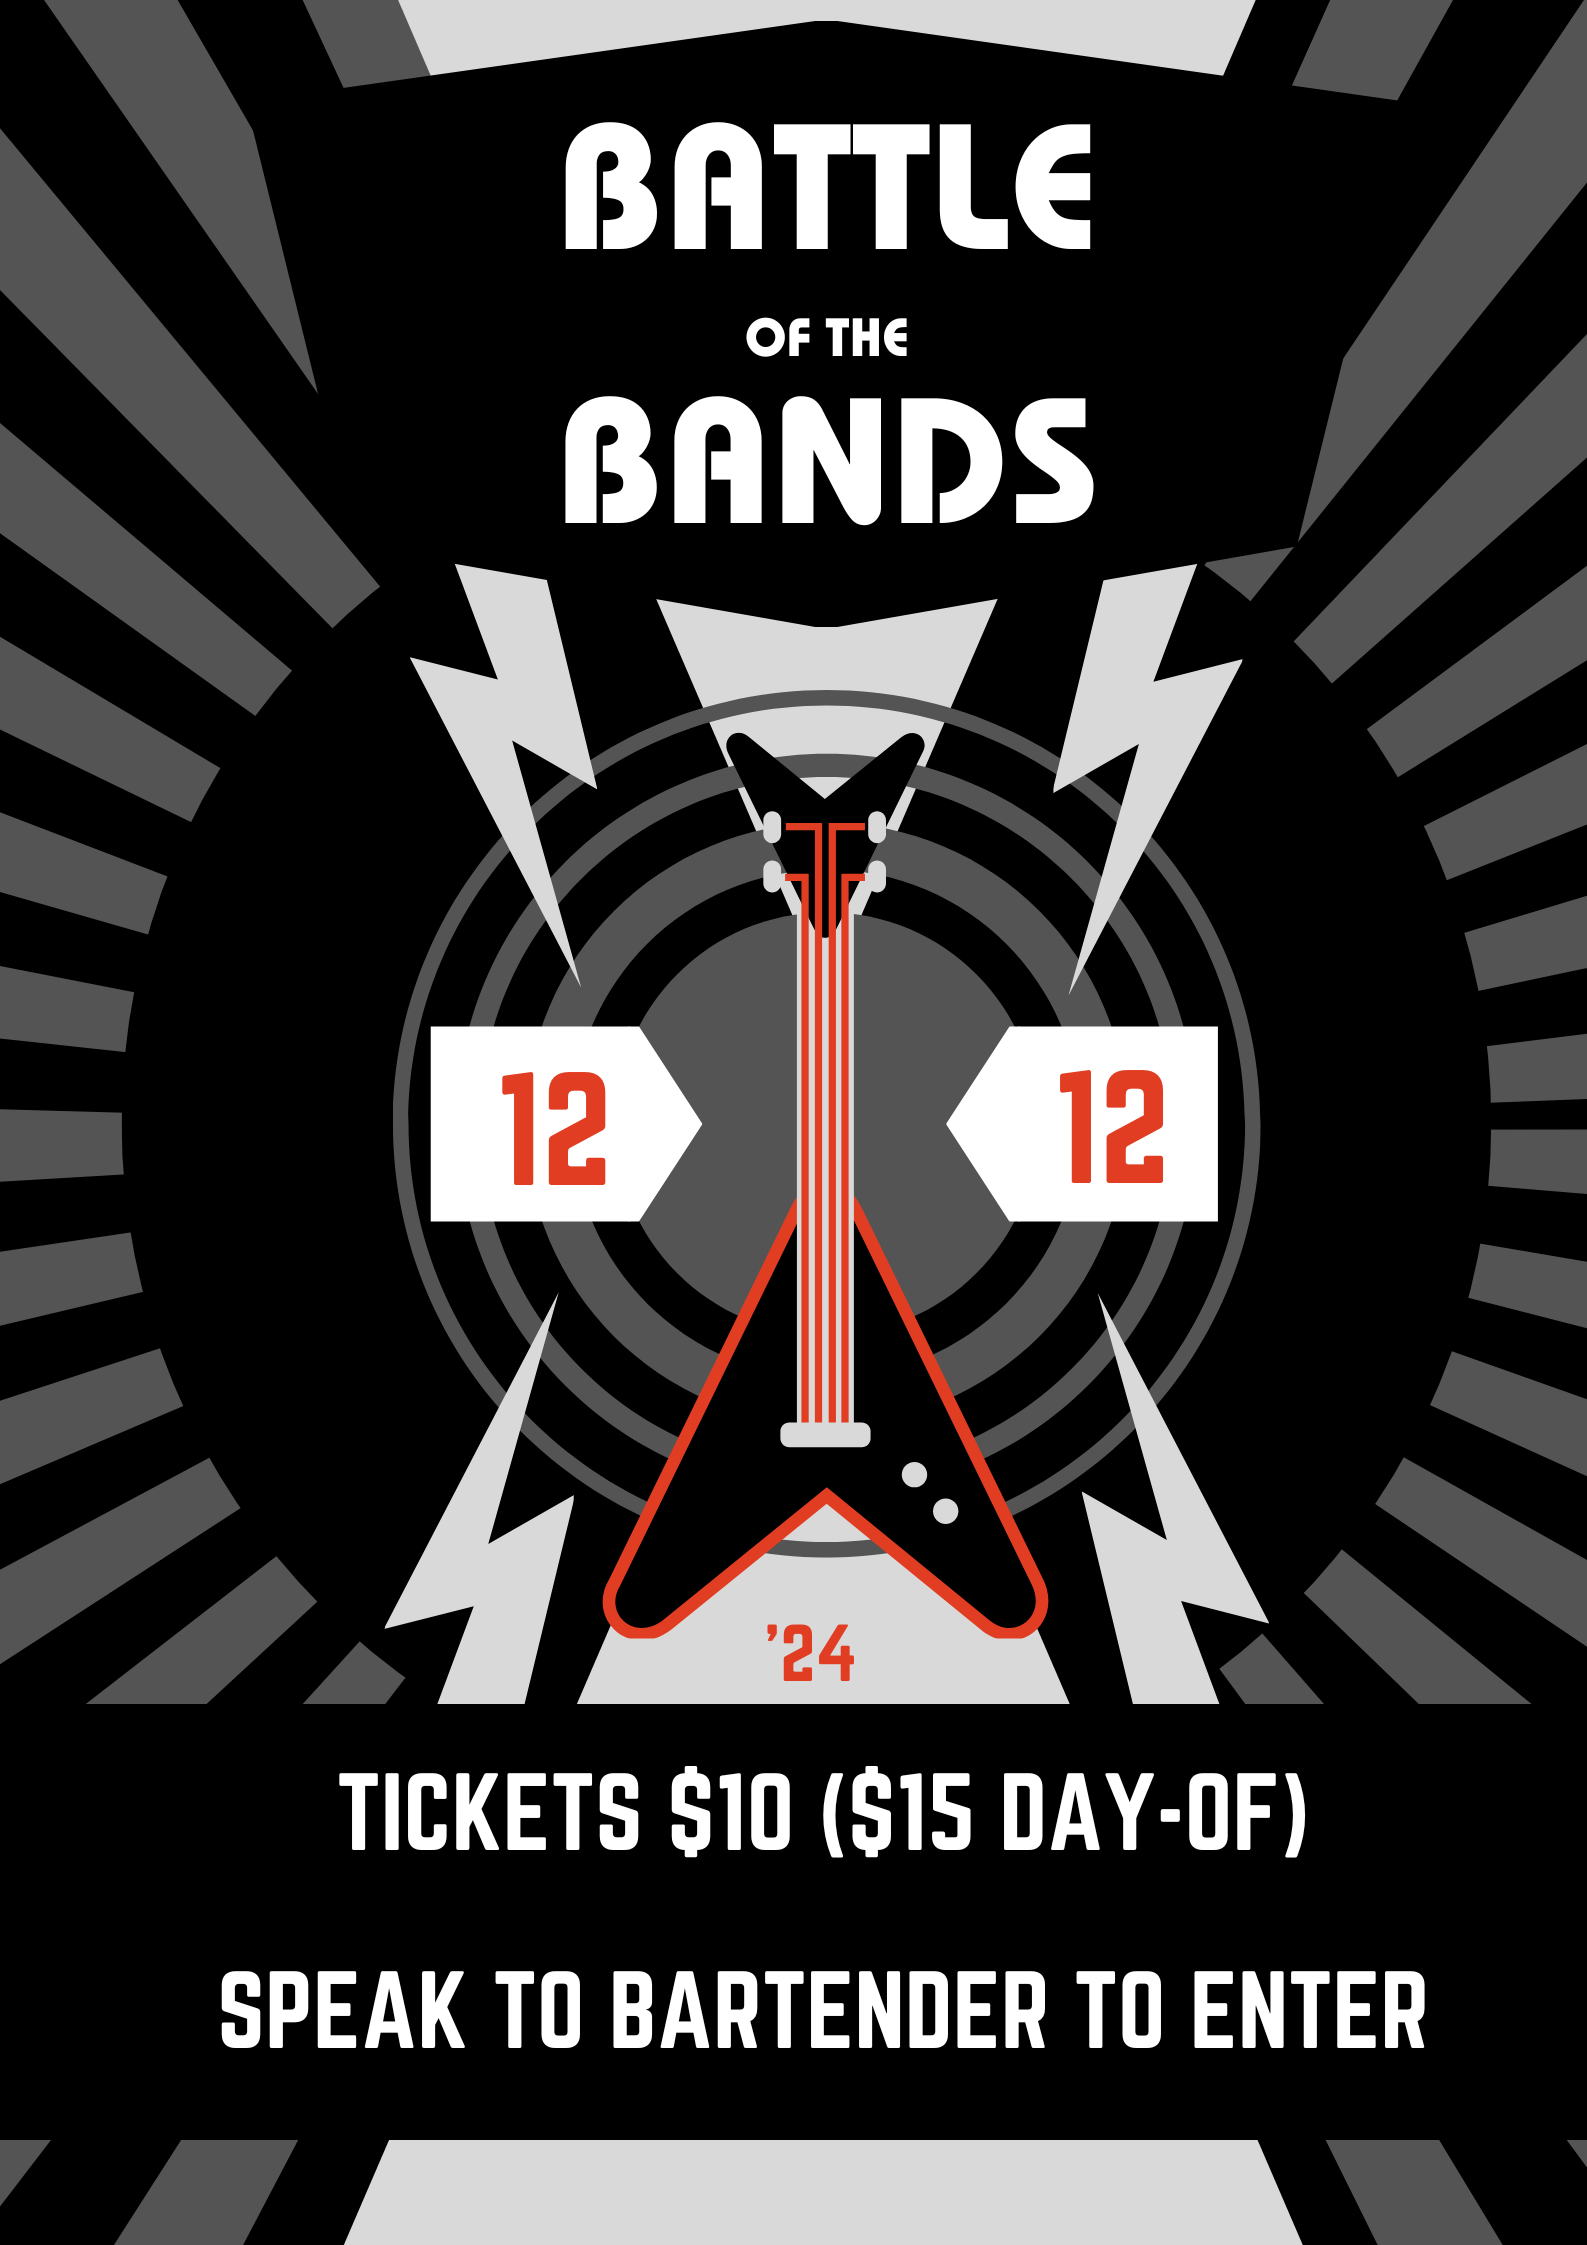 BATTLE
OF THE
BANDS
12 12
’24
TICKETS $10 ($15 DAY-OF)
SPEAK TO BARTENDER TO ENTER